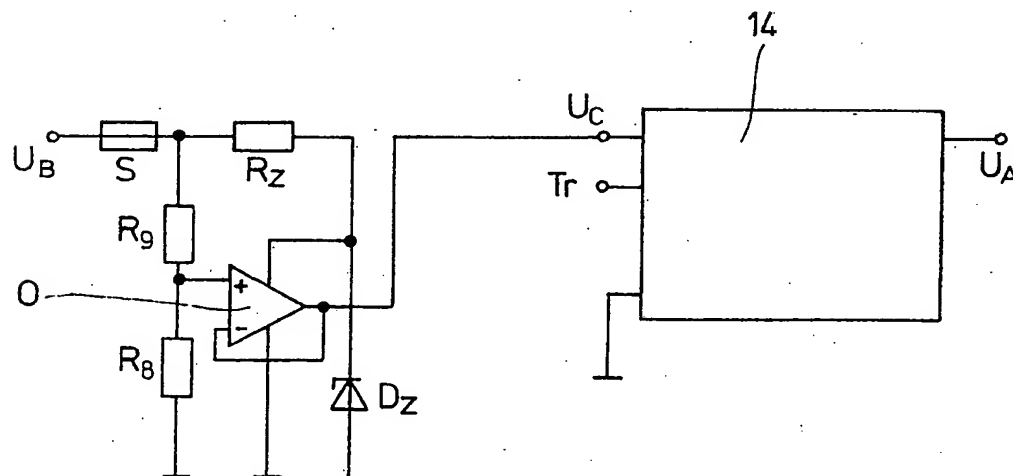 14
U_B
S
R_Z
U_C
Tr
U_A
R_9
+
O
-
R_8
D_Z